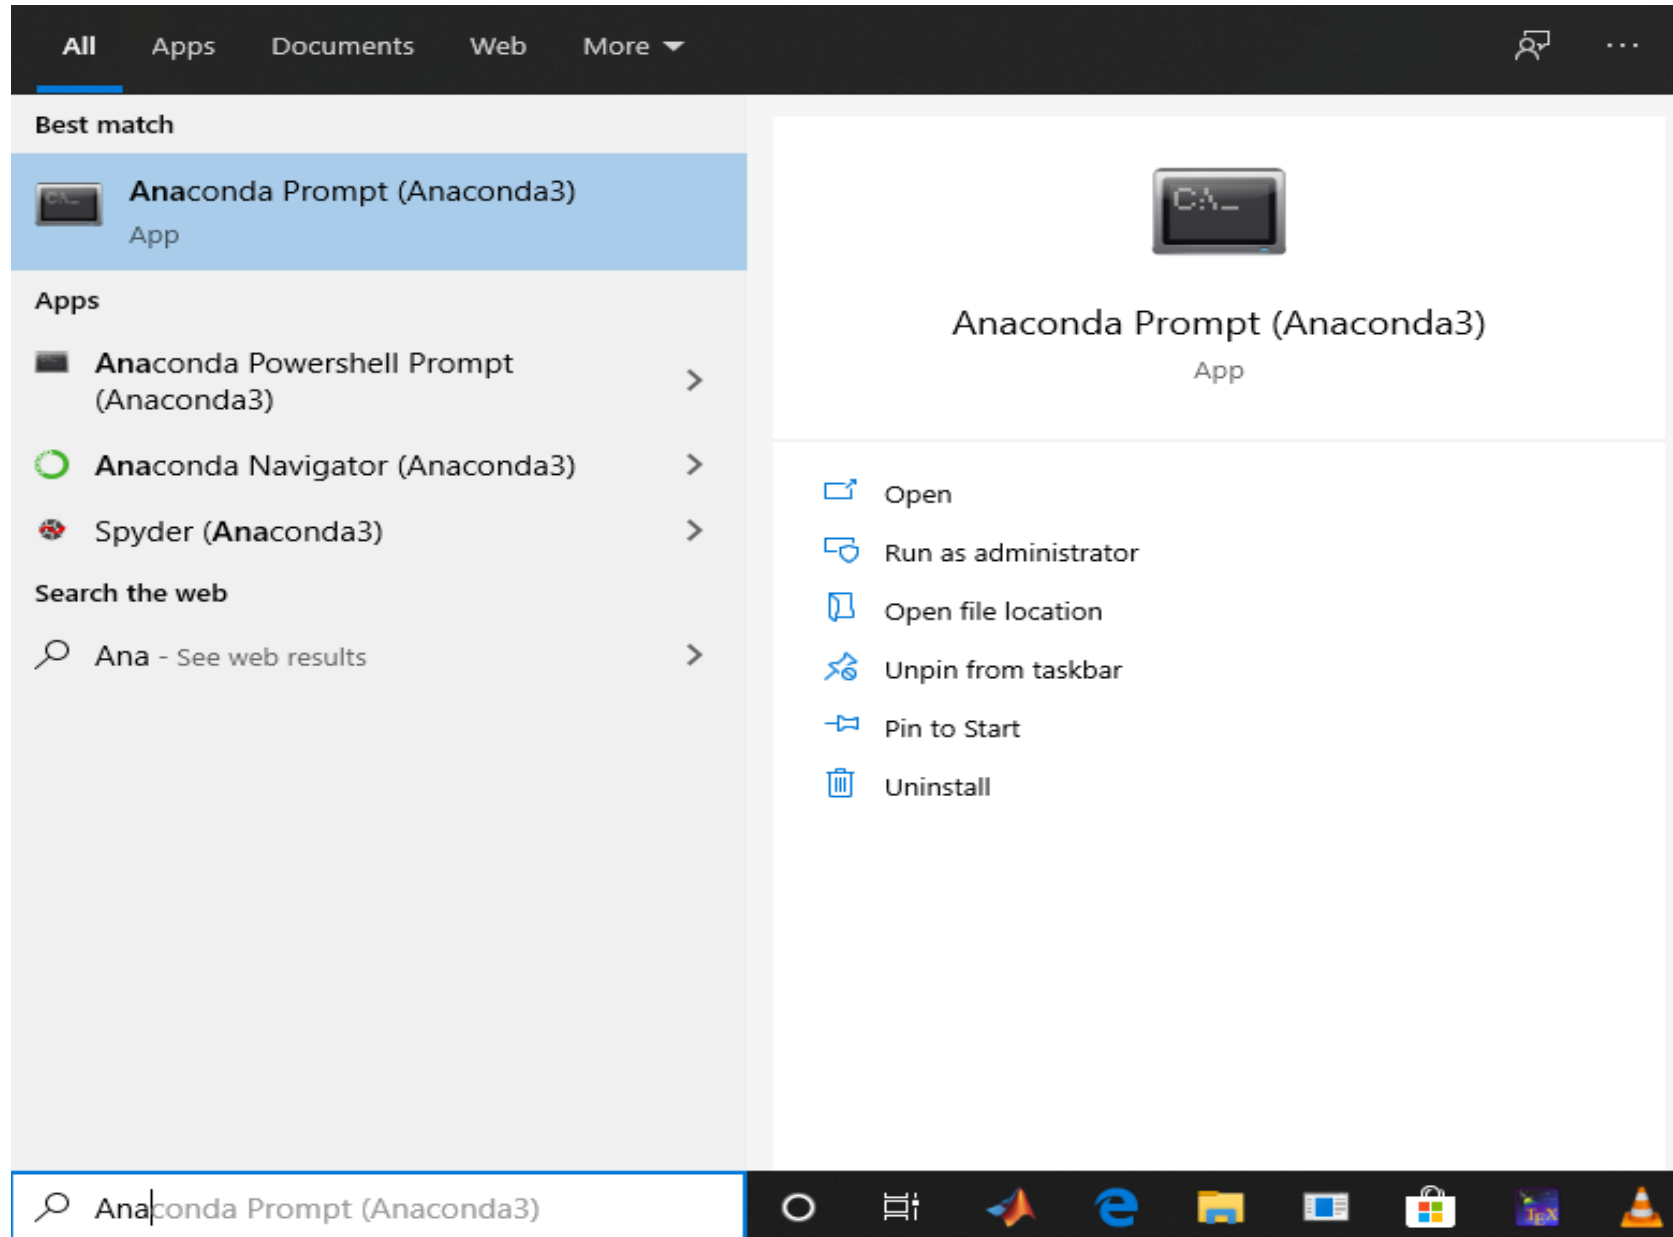 All Apps Documents Web More
Best match
Anaconda Prompt (Anaconda3)
App
Apps
Anaconda Powershell Prompt
(Anaconda3)
Anaconda Navigator (Anaconda3)
Spyder (Anaconda3)
Search the web
Ana - See web results
C:\_
Anaconda Prompt (Anaconda3)
App
Open
Run as administrator
Open file location
Unpin from taskbar
Pin to Start
Uninstall
Anaconda Prompt (Anaconda3)
TEX